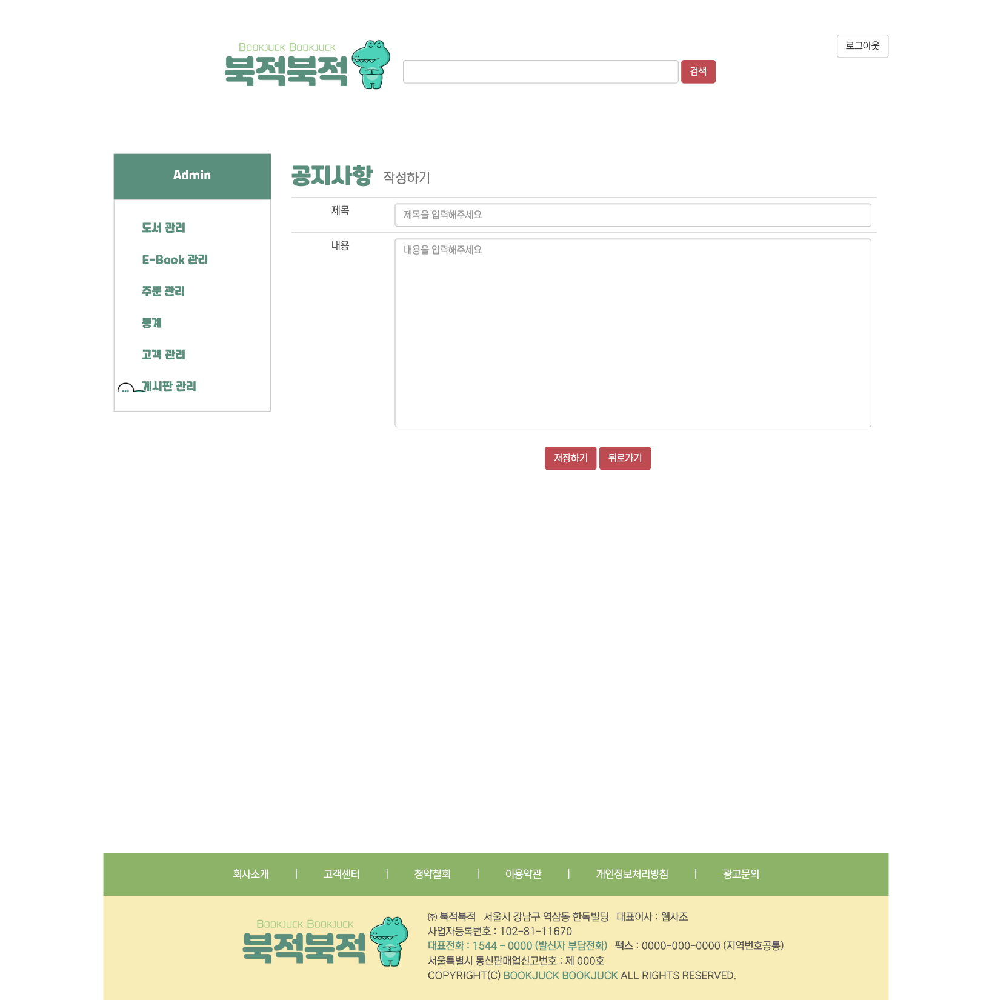 로그아웃
BOOKJUCK BOOKJUCK
북적북적
검색
Admin
도서 관리
E-Book 관리
주문 관리
통계
고객 관리
게시판 관리
공지사항 작성하기
제목
제목을 입력해주세요
내용
내용을 입력해주세요
저장하기 뒤로가기
회사소개 | 고객센터 | 청약철회 | 이용약관 | 개인정보처리방침 | 광고문의
BOOKJUCK BOOKJUCK
북적북적
㈜ 북적북적 서울시 강남구 역삼동 한독빌딩 대표이사 : 웹사조
사업자등록번호 : 102-81-11670
대표전화 : 1544 - 0000 (발신자 부담전화) 팩스 : 0000-000-0000 (지역번호공통)
서울특별시 통신판매업신고번호 : 제 000호
COPYRIGHT(C) BOOKJUCK BOOKJUCK ALL RIGHTS RESERVED.